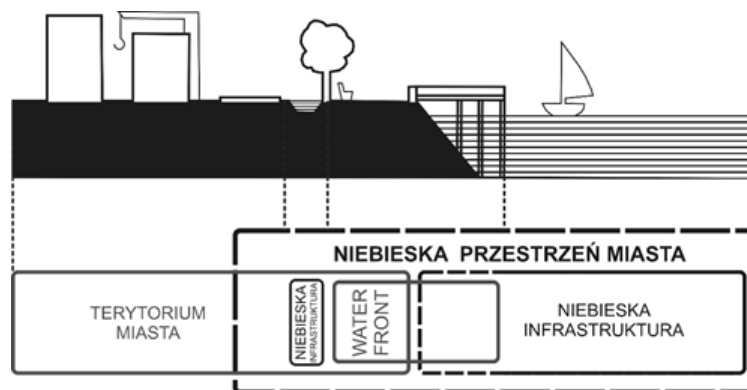 NIEBIESKA PRZESTRZEŃ MIASTA
TERYTORIUM
MIASTA
NIEBIESKA
INFRASTRUKTURA
WATER
FRONT
NIEBIESKA
INFRASTRUKTURA